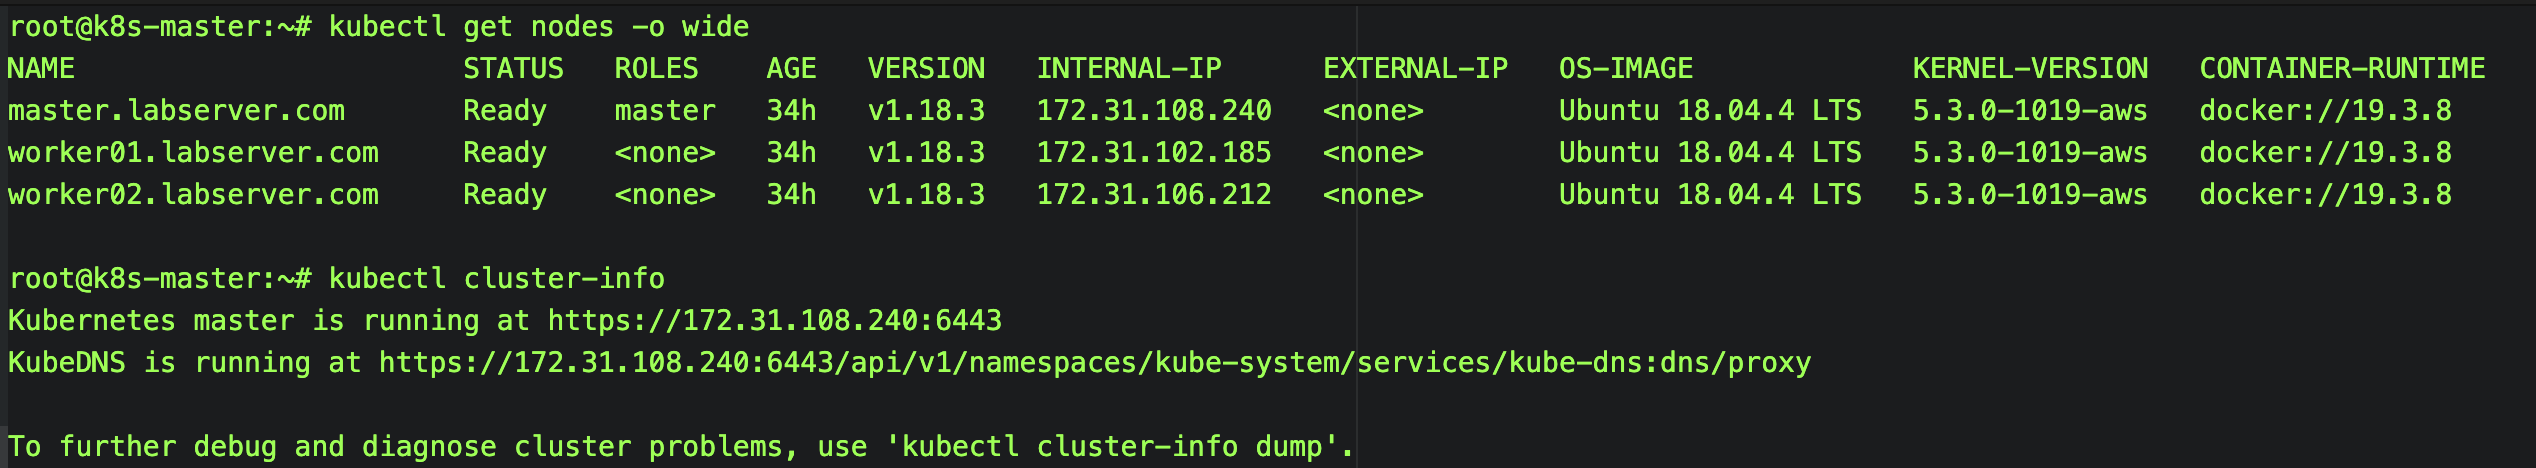 root@k8s-master:~# kubectl get nodes -o wide
NAME                       STATUS   ROLES    AGE   VERSION   INTERNAL-IP      EXTERNAL-IP   OS-IMAGE             KERNEL-VERSION   CONTAINER-RUNTIME
master.labserver.com       Ready    master   34h   v1.18.3   172.31.108.240   <none>        Ubuntu 18.04.4 LTS   5.3.0-1019-aws   docker://19.3.8
worker01.labserver.com     Ready    <none>   34h   v1.18.3   172.31.102.185   <none>        Ubuntu 18.04.4 LTS   5.3.0-1019-aws   docker://19.3.8
worker02.labserver.com     Ready    <none>   34h   v1.18.3   172.31.106.212   <none>        Ubuntu 18.04.4 LTS   5.3.0-1019-aws   docker://19.3.8
root@k8s-master:~# kubectl cluster-info
Kubernetes master is running at https://172.31.108.240:6443
KubeDNS is running at https://172.31.108.240:6443/api/v1/namespaces/kube-system/services/kube-dns:dns/proxy
To further debug and diagnose cluster problems, use 'kubectl cluster-info dump'.